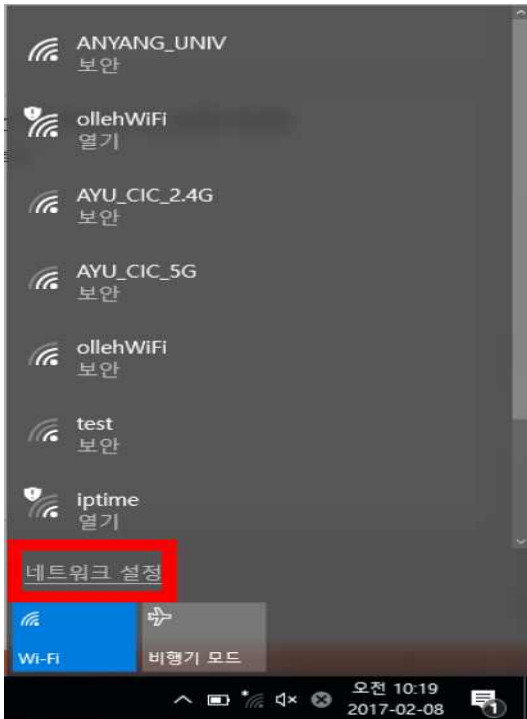 ANYANG_UNIV
보안
ollehWiFi
열기
AYU_CIC_2.4G
보안
AYU_CIC_5G
보안
ollehWiFi
보안
test
보안
iptime
열기
네트워크 설정
Wi-Fi
비행기 모드
오전 10:19
2017-02-08
1